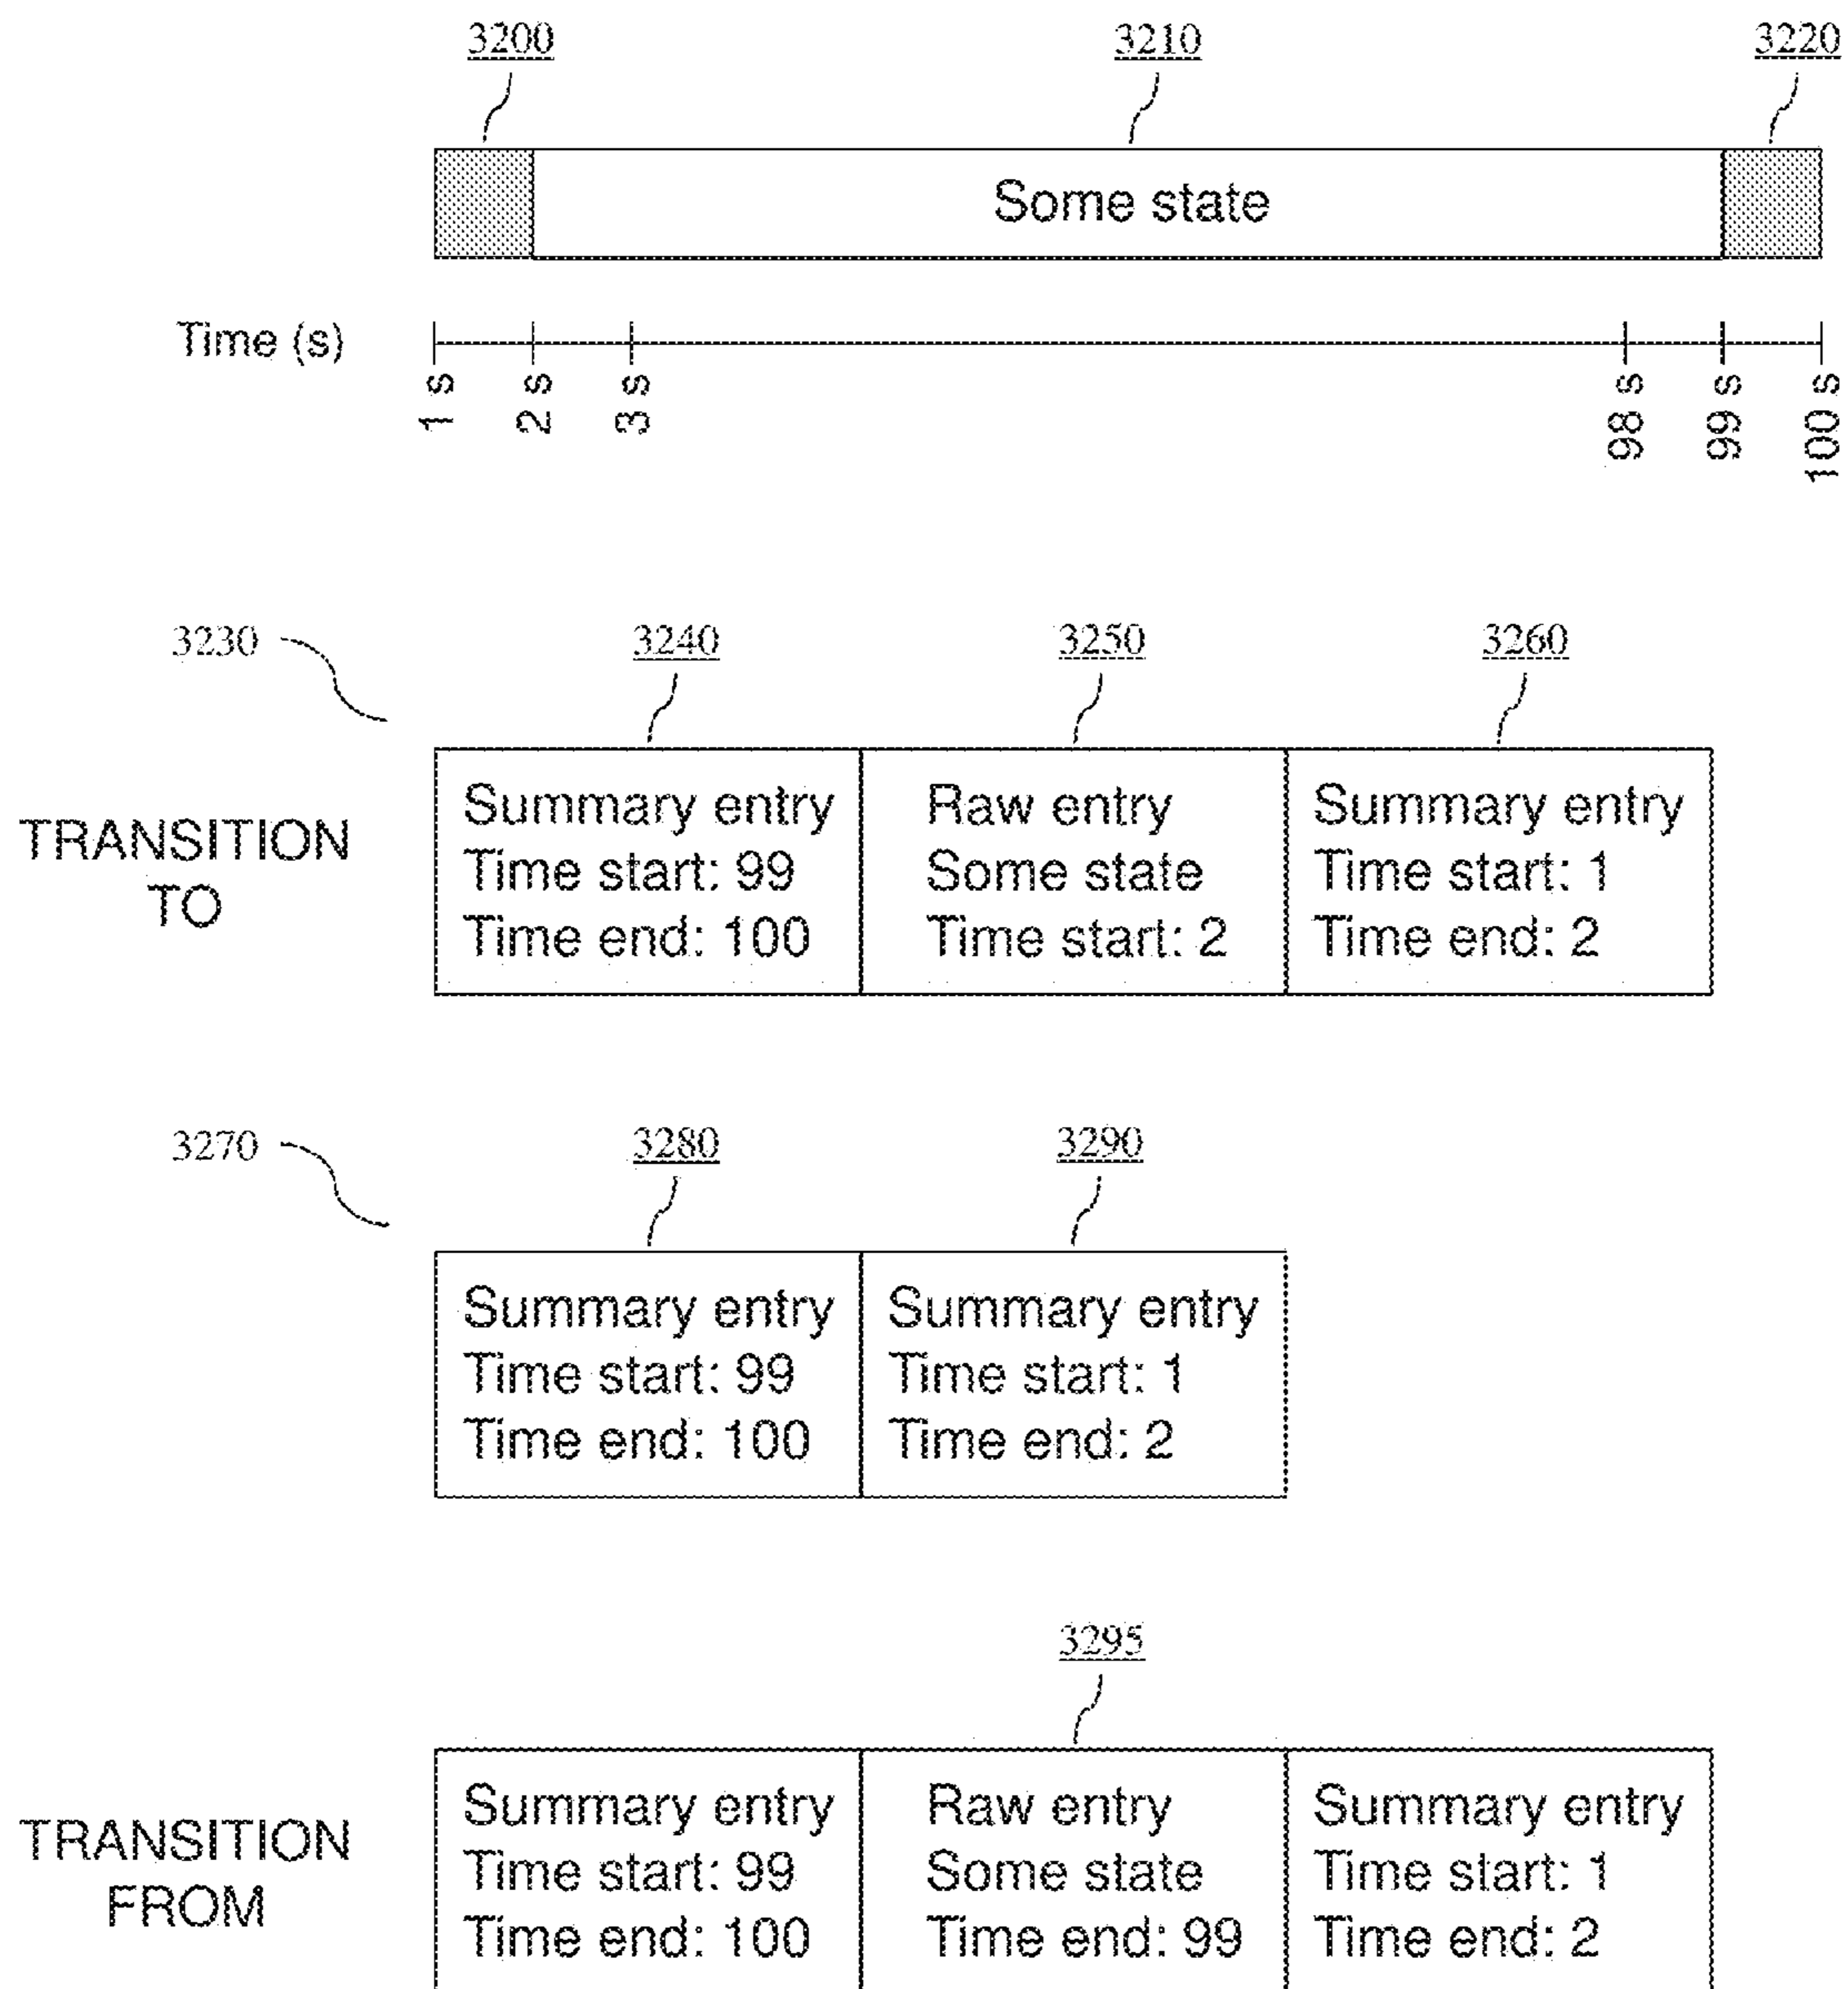 3200 3210 3220
Some state
Time (s)
1 s 2 s 3 s 98 s 99 s 100 s
3230 3240 3250 3260
TRANSITION
TO
Summary entry
Time start: 99
Time end: 100
Raw entry
Some state
Time start: 2
Summary entry
Time start: 1
Time end: 2
3270 3280 3290
Summary entry
Time start: 99
Time end: 100
Summary entry
Time start: 1
Time end: 2
3295
TRANSITION
FROM
Summary entry
Time start: 99
Time end: 100
Raw entry
Some state
Time end: 99
Summary entry
Time start: 1
Time end: 2